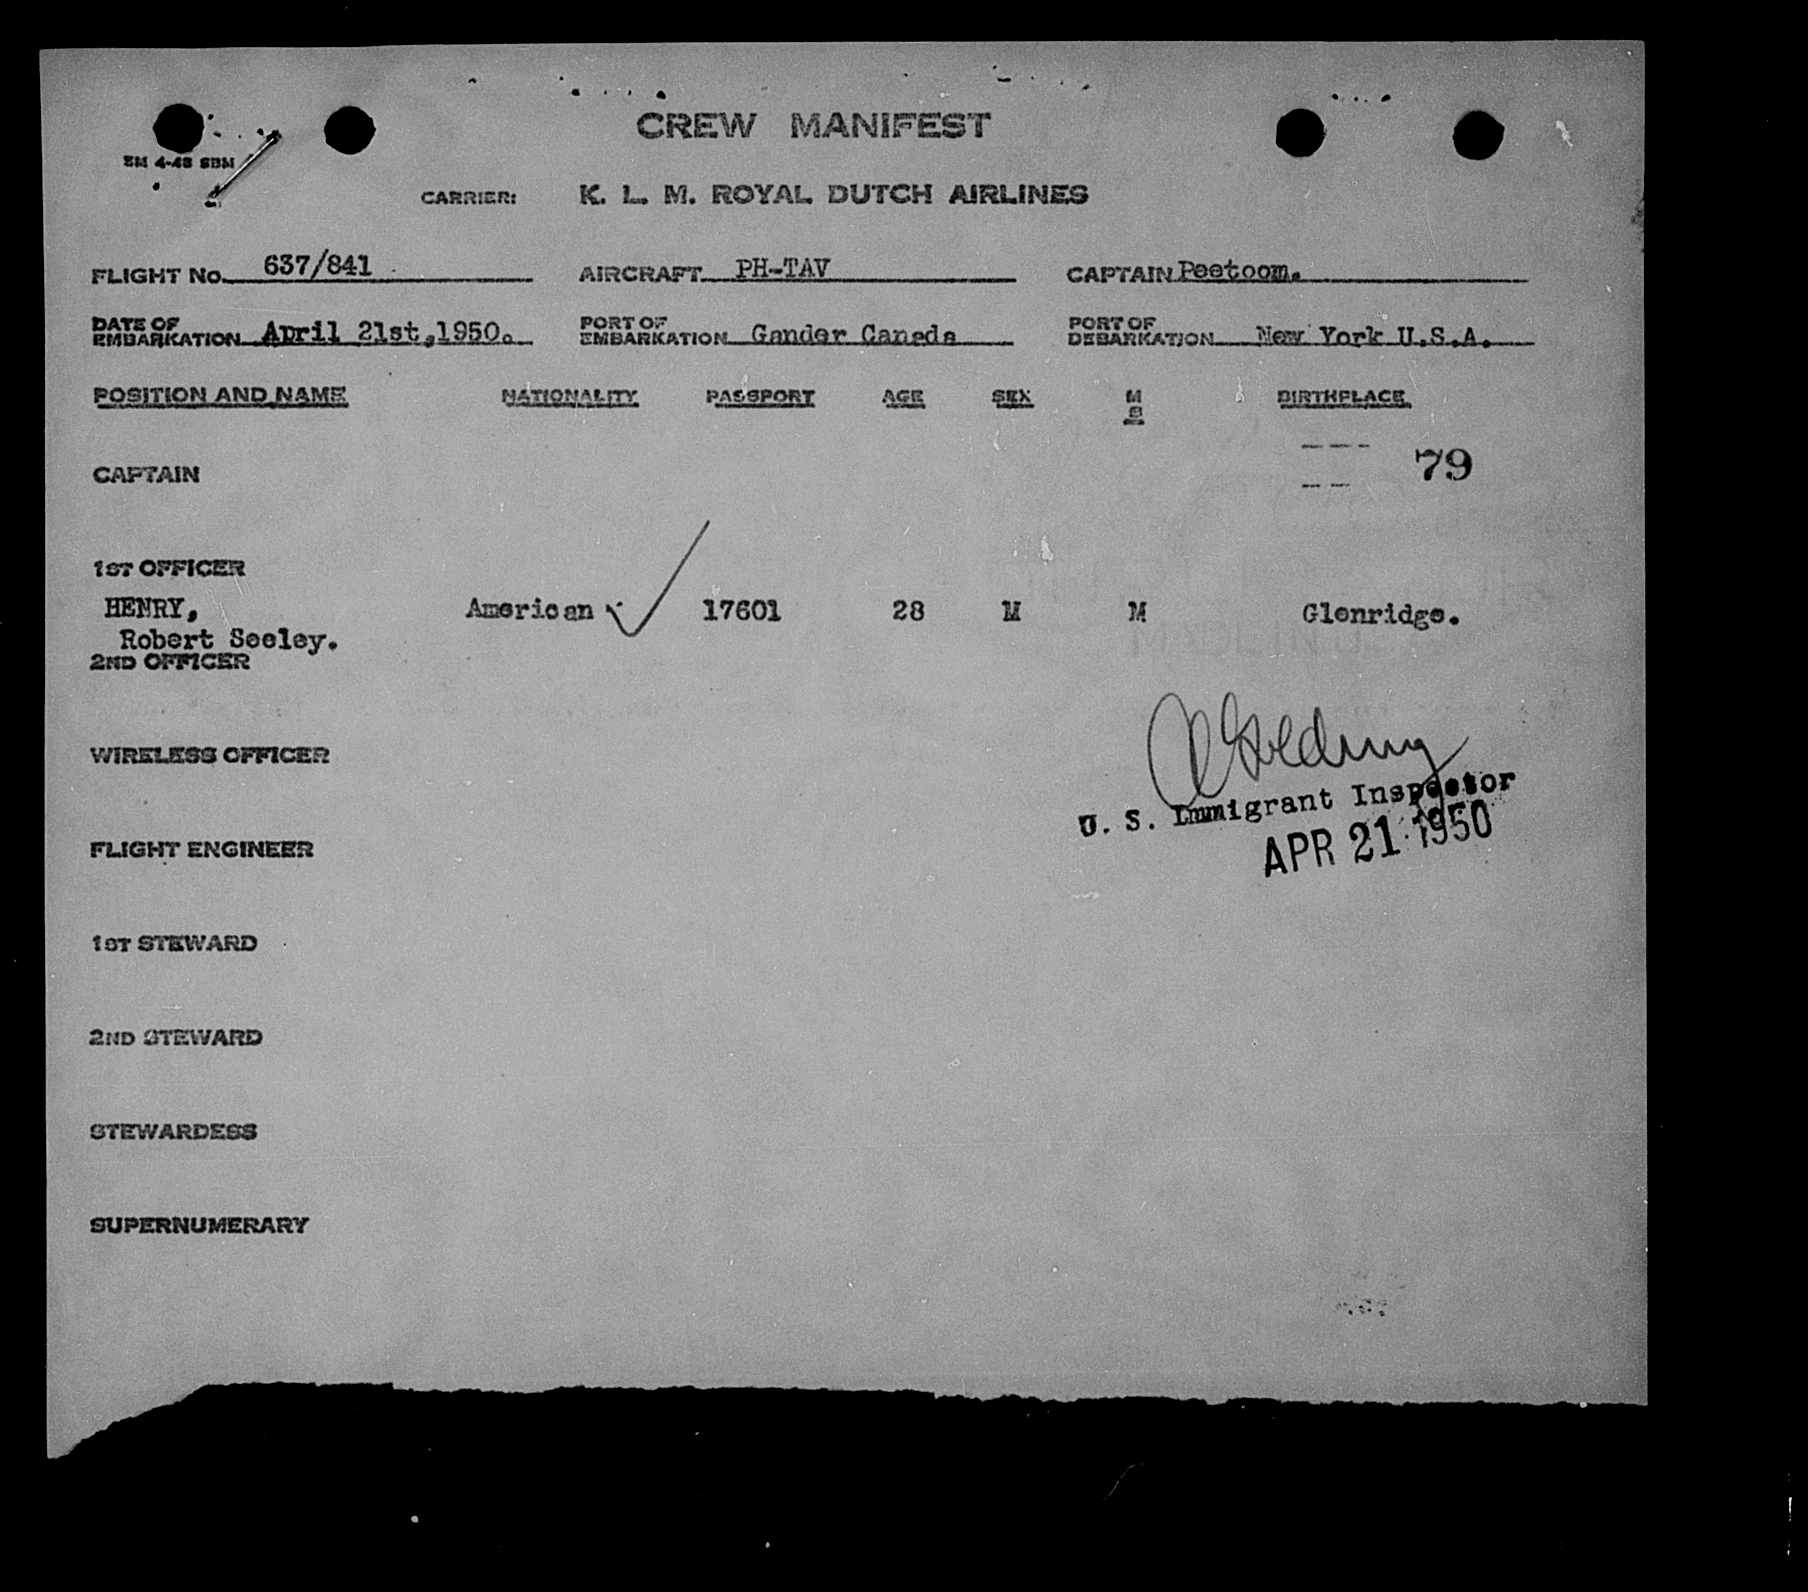 CREW MANIFEST
5M 4-48 SBM
CARRIER: K. L. M. ROYAL DUTCH AIRLINES
FLIGHT No. 637/841 AIRCRAFT PH-TAV CAPTAIN Peetoom.
DATE OF EMBARKATION April 21st,1950. PORT OF EMBARKATION Gander Canada PORT OF DEBARKATION New York U.S.A.
POSITION AND NAME NATIONALITY PASSPORT AGE SEX M S BIRTHPLACE
CAPTAIN 79
1ST OFFICER
HENRY, American 17601 28 M M Glenridge.
Robert Seeley.
2ND OFFICER
WIRELESS OFFICER
U. S. Immigrant Inspector
APR 21 1950
FLIGHT ENGINEER
1ST STEWARD
2ND STEWARD
STEWARDESS
SUPERNUMERARY